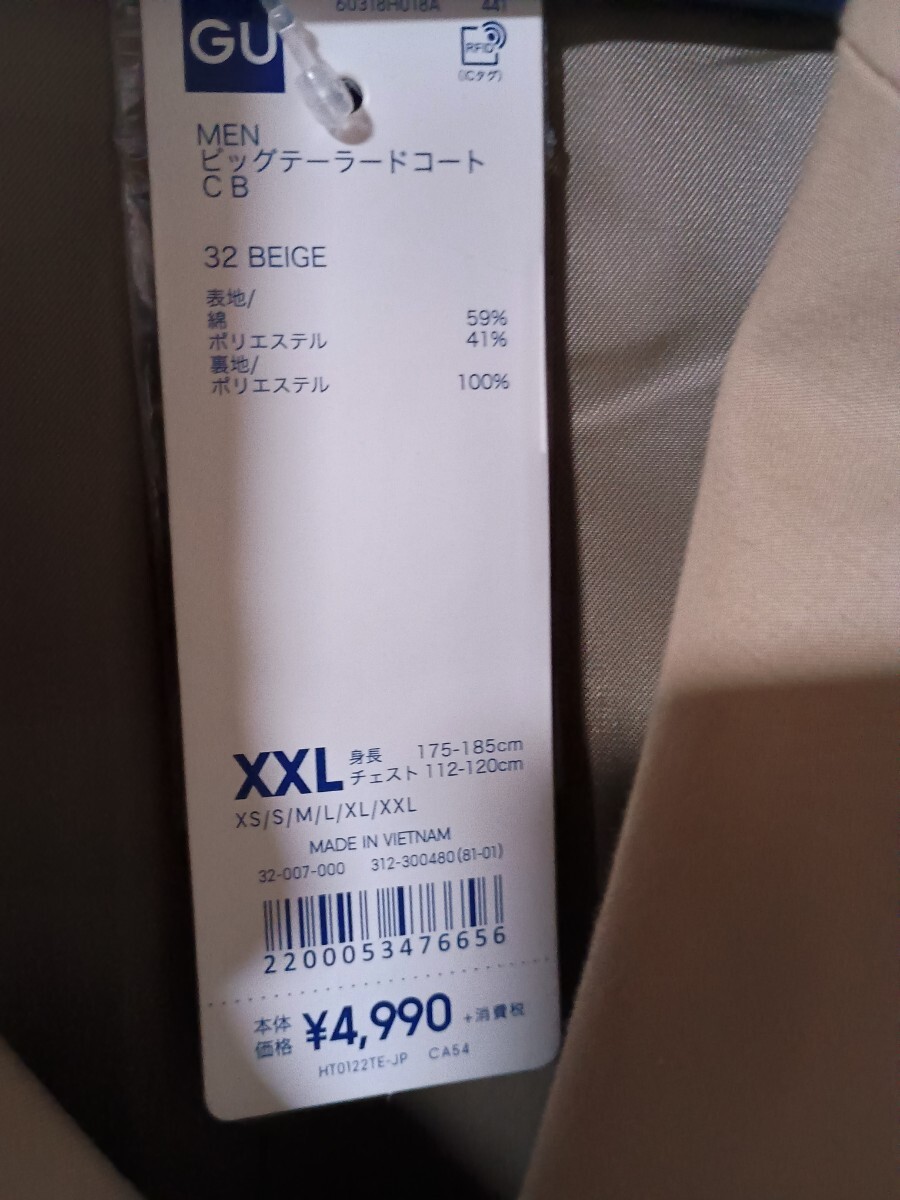 60318H018A 441
GU
RFID
(ICタグ)
MEN
ビッグテーラードコート
CB
32 BEIGE
表地/
綿 59%
ポリエステル 41%
裏地/
ポリエステル 100%
XXL 身長 175-185cm
チェスト 112-120cm
XS/S/M/L/XL/XXL
MADE IN VIETNAM
32-007-000 312-300480(81-01)
2200053476656
本体
価格 ¥4,990 +消費税
HT0122TE-JP CA54